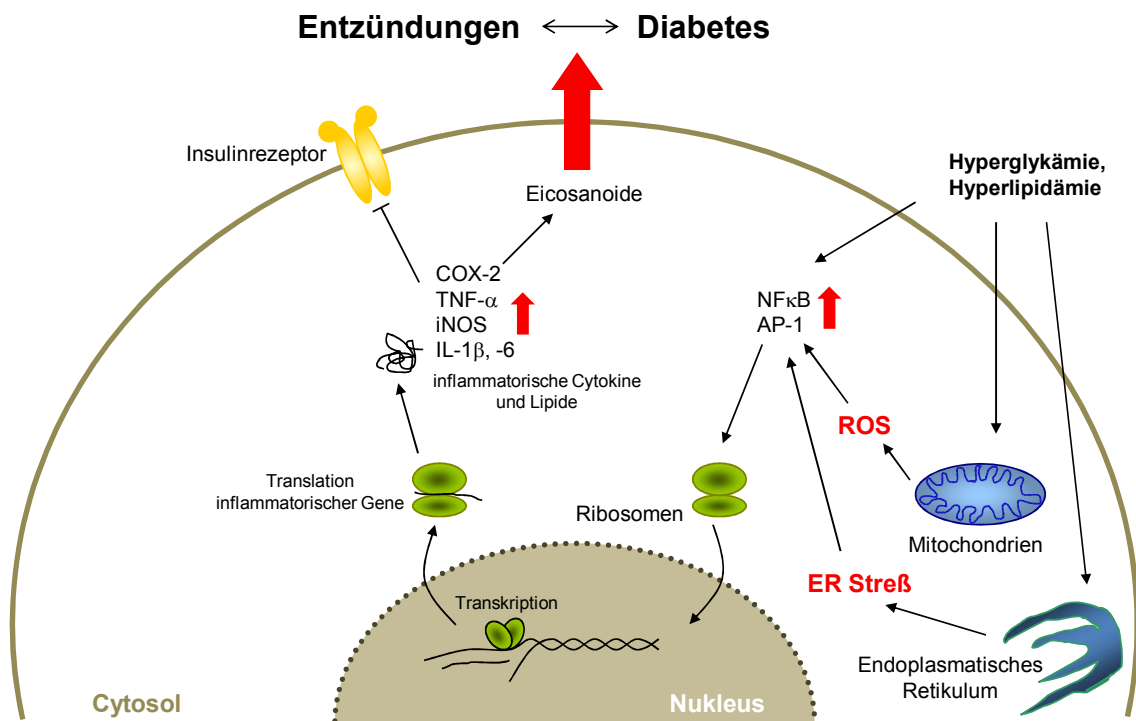 Entzündungen Diabetes
Insulinrezeptor
Eicosanoide
Hyperglykämie,
Hyperlipidämie
COX-2
TNF-α
iNOS
IL-1β, -6
inflammatorische Cytokine
und Lipide
NFκB
AP-1
ROS
Translation
inflammatorischer Gene
Ribosomen
Mitochondrien
ER Streß
Transkription
Endoplasmatisches
Retikulum
Cytosol
Nukleus